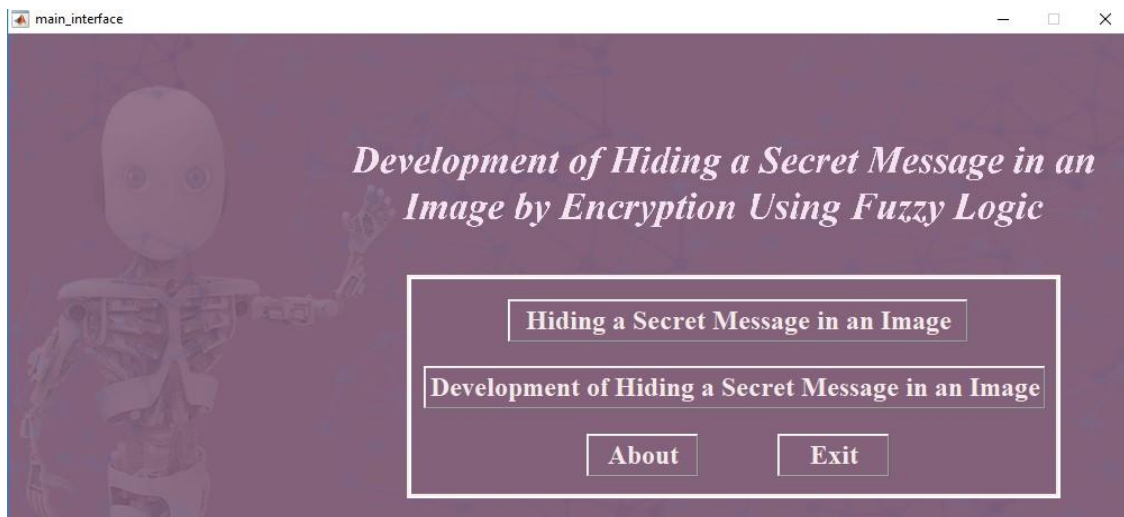 main_interface
Development of Hiding a Secret Message in an
Image by Encryption Using Fuzzy Logic
Hiding a Secret Message in an Image
Development of Hiding a Secret Message in an Image
About
Exit